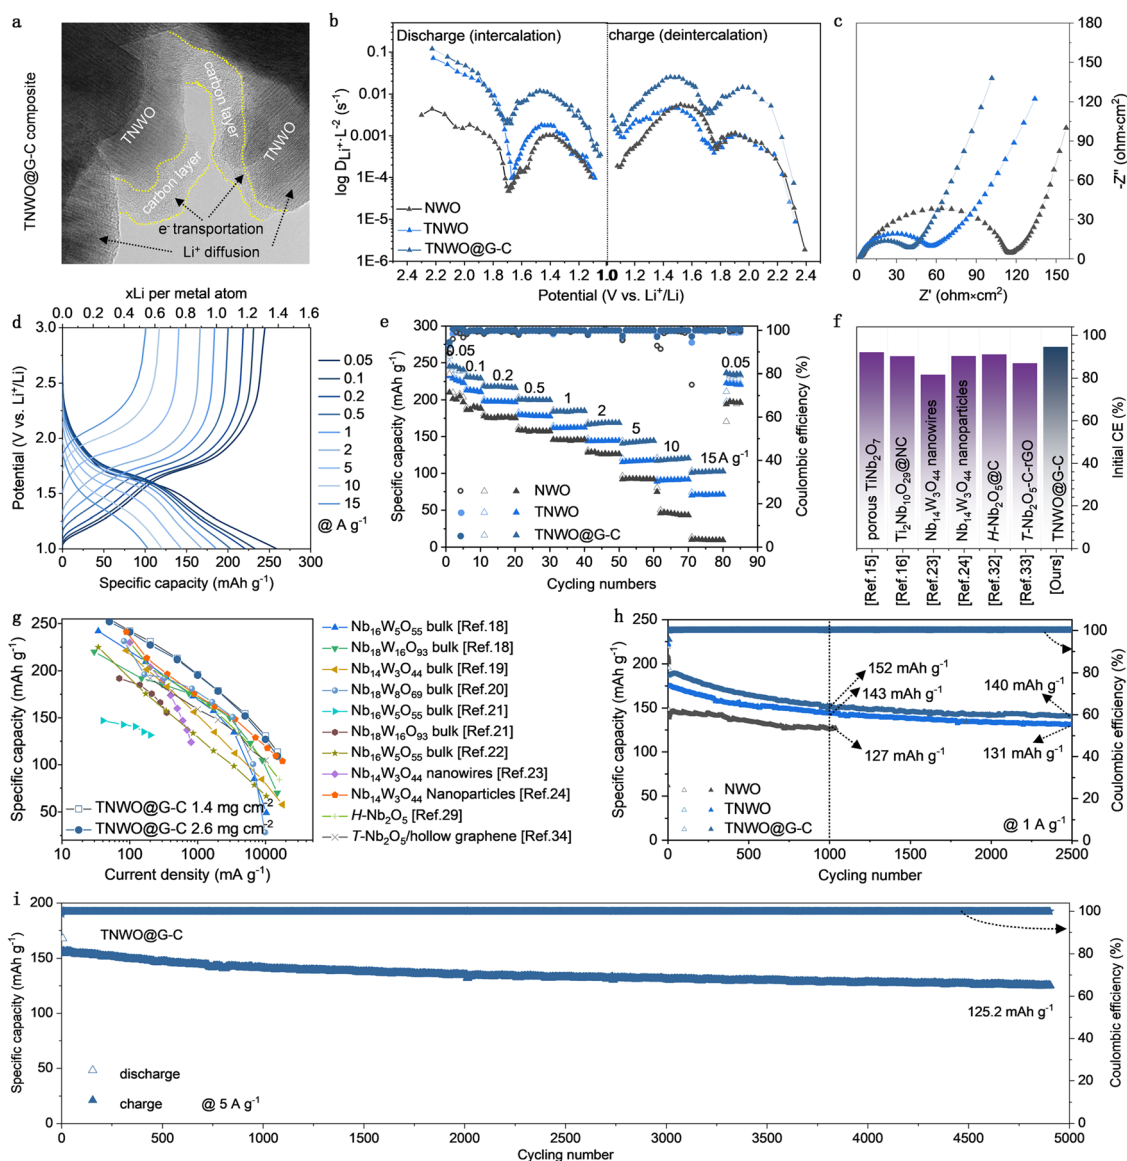 a
TNWO@G-C composite
TNWO
carbon layer
TNWO
carbon layer
e- transportation
Li+ diffusion
b
Discharge (intercalation)
charge (deintercalation)
log DLi+·L-2 (s-1)
0.1
0.01
0.001
1E-4
1E-5
1E-6
NWO
TNWO
TNWO@G-C
2.4 2.2 2.0 1.8 1.6 1.4 1.2 1.0 1.2 1.4 1.6 1.8 2.0 2.2 2.4
Potential (V vs. Li+/Li)
c
-Z'' (ohm×cm2)
180
150
120
90
60
30
0
0 30 60 90 120 150
Z' (ohm×cm2)
d
xLi per metal atom
0.0 0.2 0.4 0.6 0.8 1.0 1.2 1.4 1.6
Potential (V vs. Li+/Li)
3.0
2.5
2.0
1.5
1.0
0 50 100 150 200 250 300
Specific capacity (mAh g-1)
0.05
0.1
0.2
0.5
1
2
5
10
15
@ A g-1
e
Specific capacity (mAh g-1)
300
250
200
150
100
50
0
0.05
0.1
0.2
0.5
1
2
5
10
15 A g-1
0.05
NWO
TNWO
TNWO@G-C
0 10 20 30 40 50 60 70 80 90
Cycling numbers
100
80
60
40
20
0
Coulombic efficiency (%)
f
porous TiNb2O7
Ti2Nb10O29@NC
Nb14W3O44 nanowires
Nb14W3O44 nanoparticles
H-Nb2O5@C
T-Nb2O5-C-rGO
TNWO@G-C
[Ref.15]
[Ref.16]
[Ref.23]
[Ref.24]
[Ref.32]
[Ref.33]
[Ours]
100
80
60
40
20
0
Initial CE (%)
g
Specific capacity (mAh g-1)
250
200
150
100
50
TNWO@G-C 1.4 mg cm-2
TNWO@G-C 2.6 mg cm-2
10 100 1000 10000
Current density (mA g-1)
Nb16W5O55 bulk [Ref.18]
Nb18W16O93 bulk [Ref.18]
Nb14W3O44 bulk [Ref.19]
Nb18W8O69 bulk [Ref.20]
Nb16W5O55 bulk [Ref.21]
Nb18W16O93 bulk [Ref.21]
Nb16W5O55 bulk [Ref.22]
Nb14W3O44 nanowires [Ref.23]
Nb14W3O44 Nanoparticles [Ref.24]
H-Nb2O5 [Ref.29]
T-Nb2O5/hollow graphene [Ref.34]
h
Specific capacity (mAh g-1)
250
200
150
100
50
0
152 mAh g-1
143 mAh g-1
127 mAh g-1
140 mAh g-1
131 mAh g-1
NWO
TNWO
TNWO@G-C
@ 1 A g-1
0 500 1000 1500 2000 2500
Cycling number
100
80
60
40
20
0
Coulombic efficiency (%)
i
Specific capacity (mAh g-1)
200
150
100
50
0
TNWO@G-C
125.2 mAh g-1
discharge
charge @ 5 A g-1
0 500 1000 1500 2000 2500 3000 3500 4000 4500 5000
Cycling number
100
80
60
40
20
0
Coulombic efficiency (%)